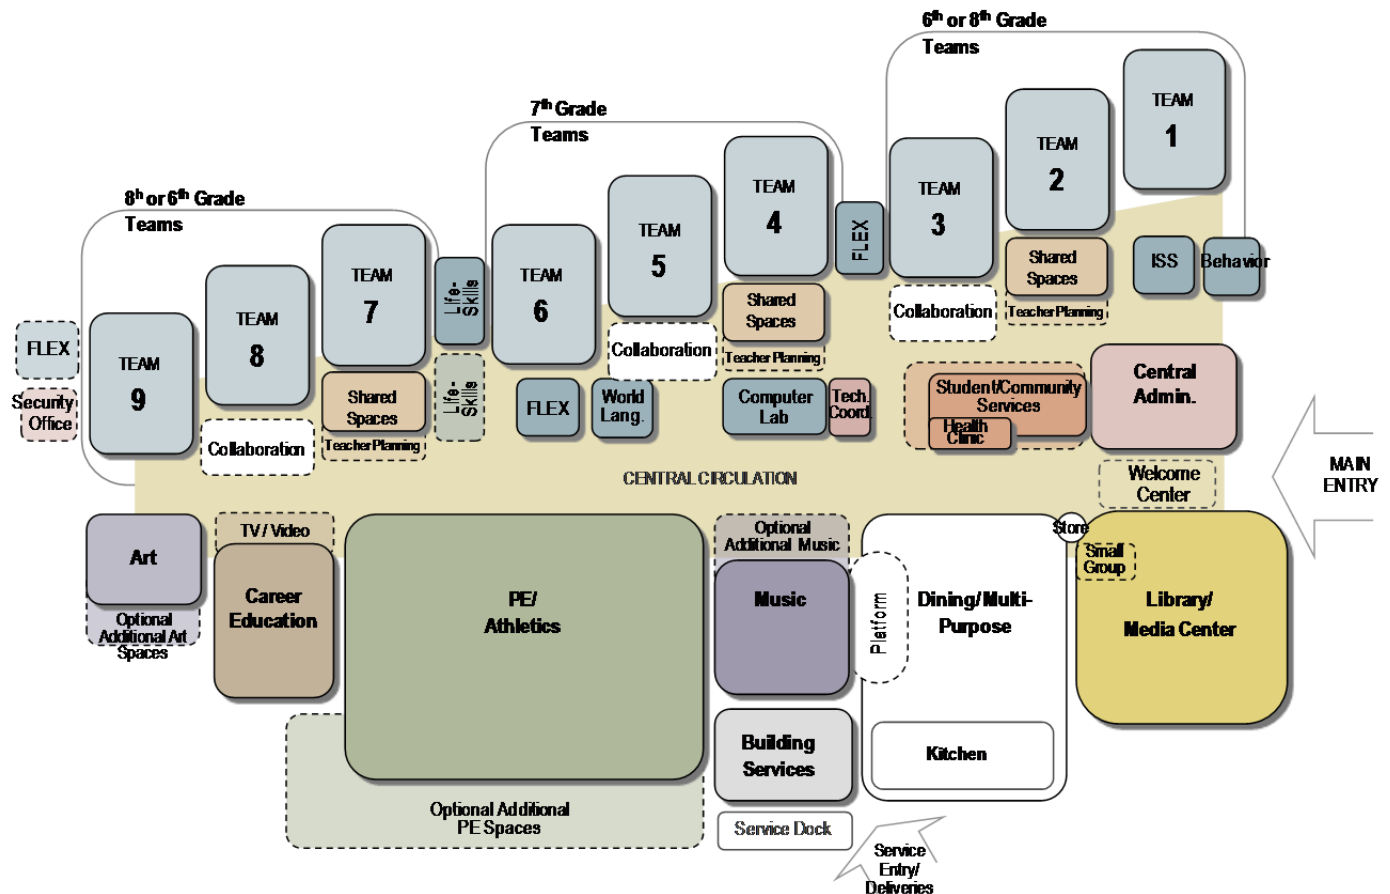 6th or 8th Grade
Teams
TEAM
1
TEAM
2
TEAM
3
Shared
Spaces
Teacher Planning
Collaboration
ISS
Behavior
FLEX
7th Grade
Teams
TEAM
4
TEAM
5
TEAM
6
Shared
Spaces
Teacher Planning
Collaboration
FLEX
World
Lang.
Computer
Lab
Tech.
Coord.
8h or 6th Grade
Teams
TEAM
7
TEAM
8
TEAM
9
Life-
Skills
Life-
Skills
Shared
Spaces
Teacher Planning
Collaboration
FLEX
Security
Office
Student/Community
Services
Health
Clinic
Central
Admin.
Welcome
Center
MAIN
ENTRY
CENTRAL CIRCULATION
Art
Optional
Additional Art
Spaces
TV / Video
Career
Education
PE/
Athletics
Optional Additional
PE Spaces
Optional
Additional Music
Music
Building
Services
Service Dock
Platform
Dining/Multi-
Purpose
Kitchen
Store
Small
Group
Library/
Media Center
Service
Entry/
Deliveries